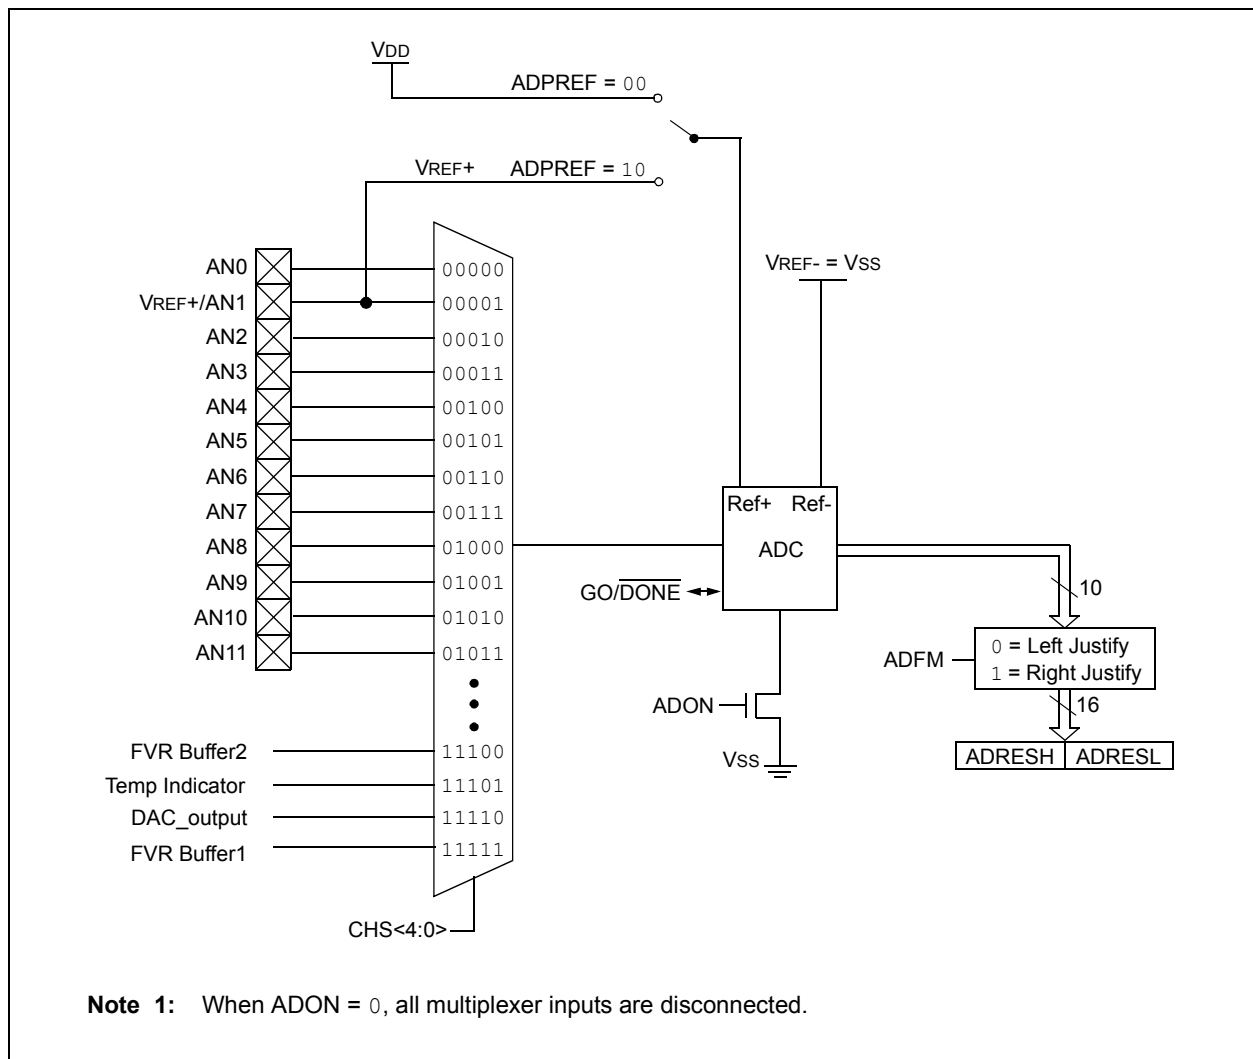 VDD
ADPREF = 00
VREF+ ADPREF = 10
VREF- = VSS
AN0 00000
VREF+/AN1 00001
AN2 00010
AN3 00011
AN4 00100
AN5 00101
AN6 00110
AN7 00111
AN8 01000
AN9 01001
AN10 01010
AN11 01011
FVR Buffer2 11100
Temp Indicator 11101
DAC_output 11110
FVR Buffer1 11111
CHS<4:0>
Ref+ Ref-
ADC
GO/DONE
10
ADFM
0 = Left Justify
1 = Right Justify
16
ADON
VSS
ADRESH ADRESL
Note 1: When ADON = 0, all multiplexer inputs are disconnected.